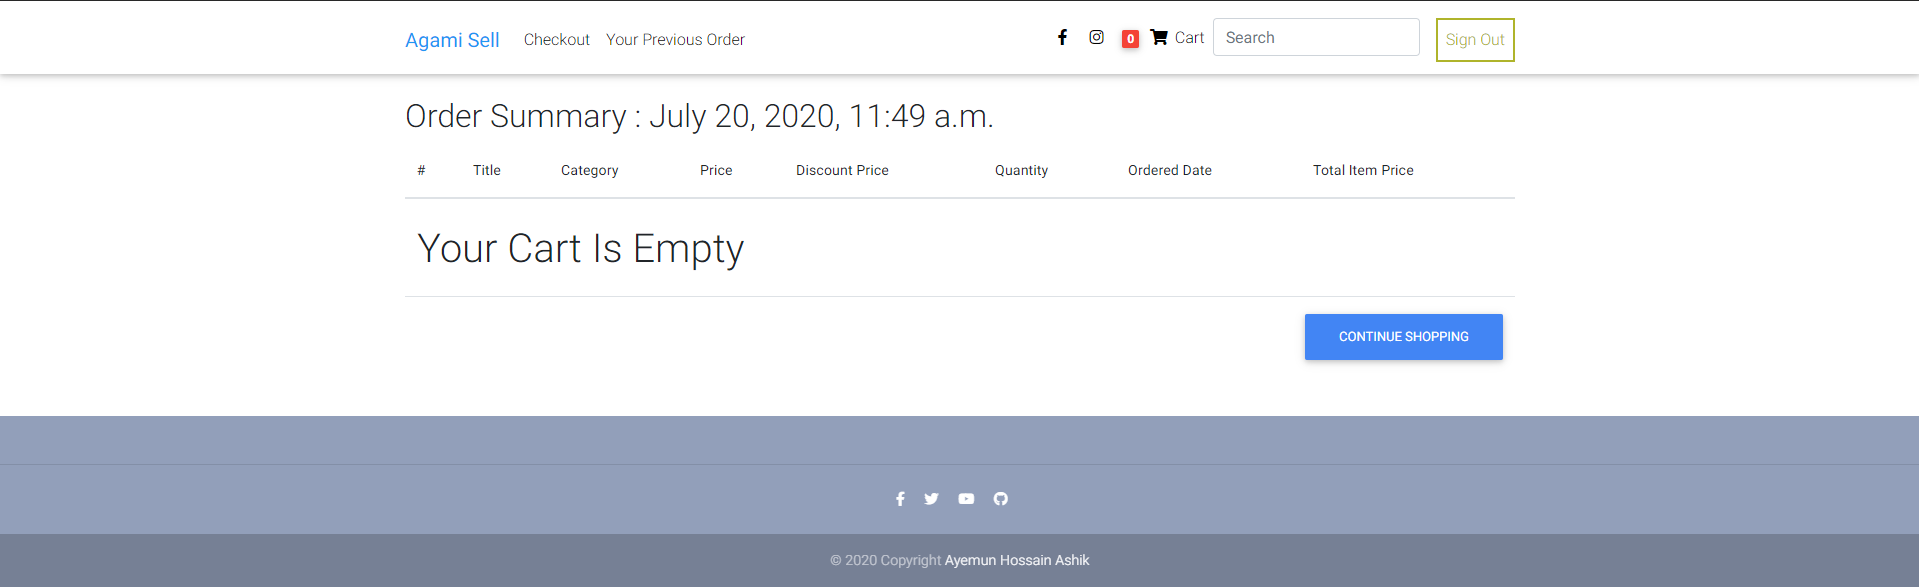 Agami Sell Checkout Your Previous Order 0 Cart Search Sign Out
Order Summary : July 20, 2020, 11:49 a.m.
# Title Category Price Discount Price Quantity Ordered Date Total Item Price
Your Cart Is Empty
CONTINUE SHOPPING
© 2020 Copyright Ayemun Hossain Ashik